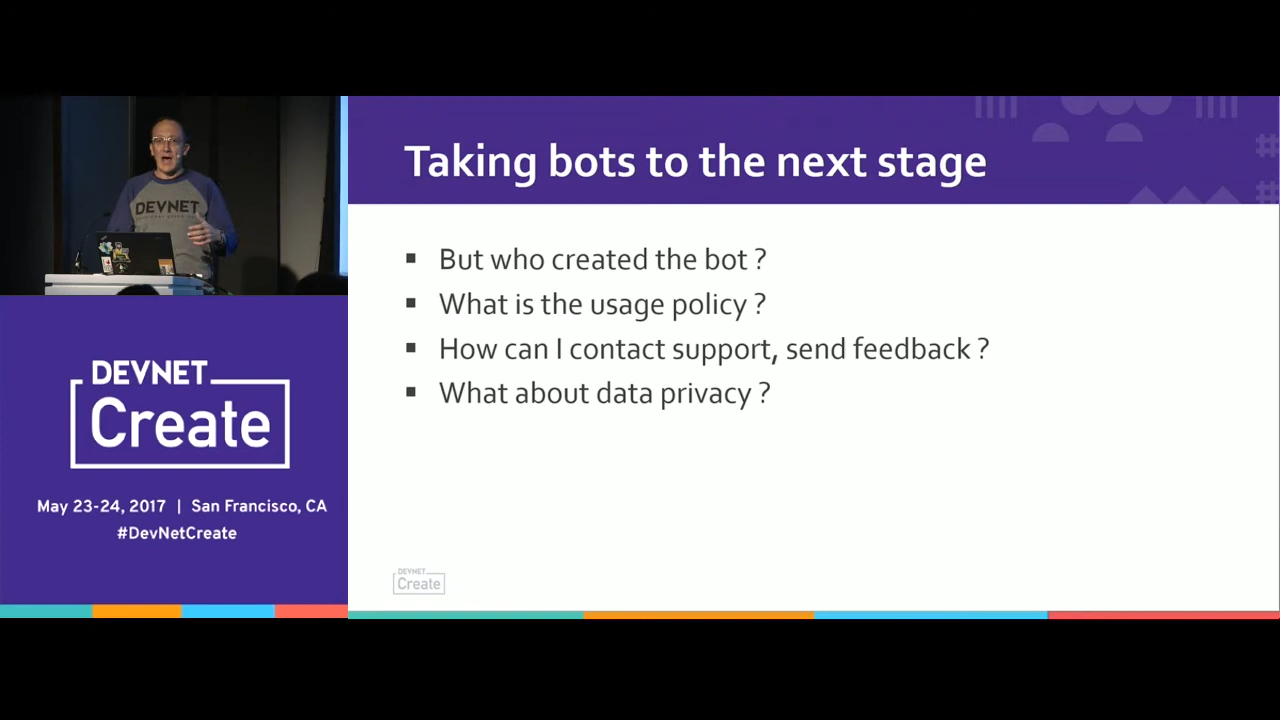 Taking bots to the next stage
▪ But who created the bot ?
▪ What is the usage policy ?
▪ How can I contact support, send feedback ?
▪ What about data privacy ?
DEVNET
Create
DEVNET
DEVNET
Create
May 23-24, 2017 | San Francisco, CA
#DevNetCreate